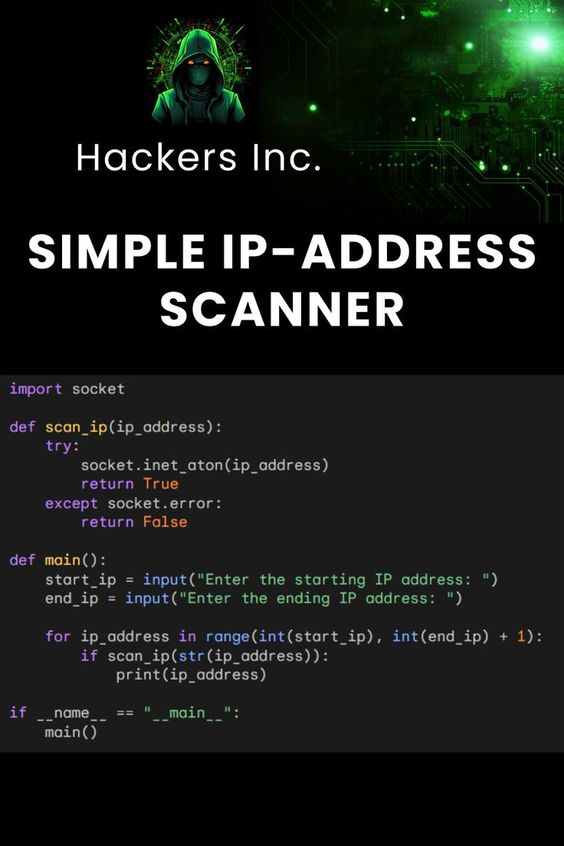 Hackers Inc.
SIMPLE IP-ADDRESS
SCANNER
import socket
def scan_ip(ip_address):
    try:
        socket.inet_aton(ip_address)
        return True
    except socket.error:
        return False
def main():
    start_ip = input("Enter the starting IP address: ")
    end_ip = input("Enter the ending IP address: ")
    for ip_address in range(int(start_ip), int(end_ip) + 1):
        if scan_ip(str(ip_address)):
            print(ip_address)
if __name__ == "__main__":
    main()